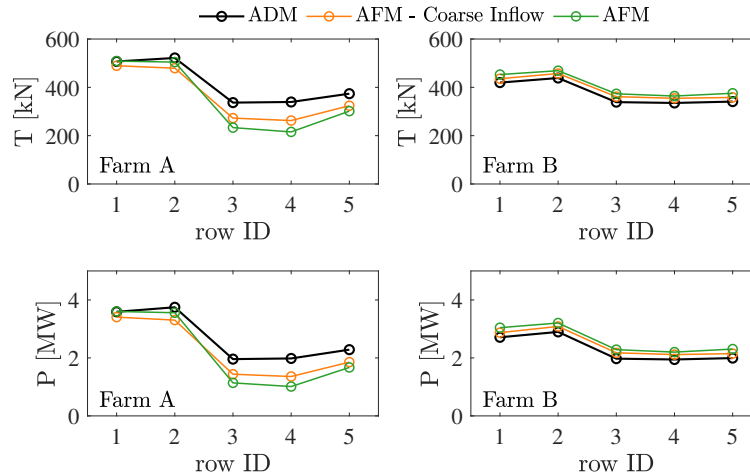 ADM AFM - Coarse Inflow AFM
600
400
200
0
T [kN]
Farm A
1 2 3 4 5
row ID
600
400
200
0
T [kN]
Farm B
1 2 3 4 5
row ID
4
2
0
P [MW]
Farm A
1 2 3 4 5
row ID
4
2
0
P [MW]
Farm B
1 2 3 4 5
row ID